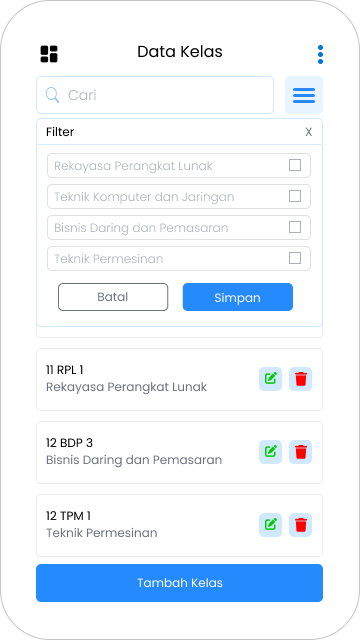 Data Kelas
Cari
Filter
X
Rekayasa Perangkat Lunak
Teknik Komputer dan Jaringan
Bisnis Daring dan Pemasaran
Teknik Permesinan
Batal
Simpan
11 RPL 1
Rekayasa Perangkat Lunak
12 BDP 3
Bisnis Daring dan Pemasaran
12 TPM 1
Teknik Permesinan
Tambah Kelas